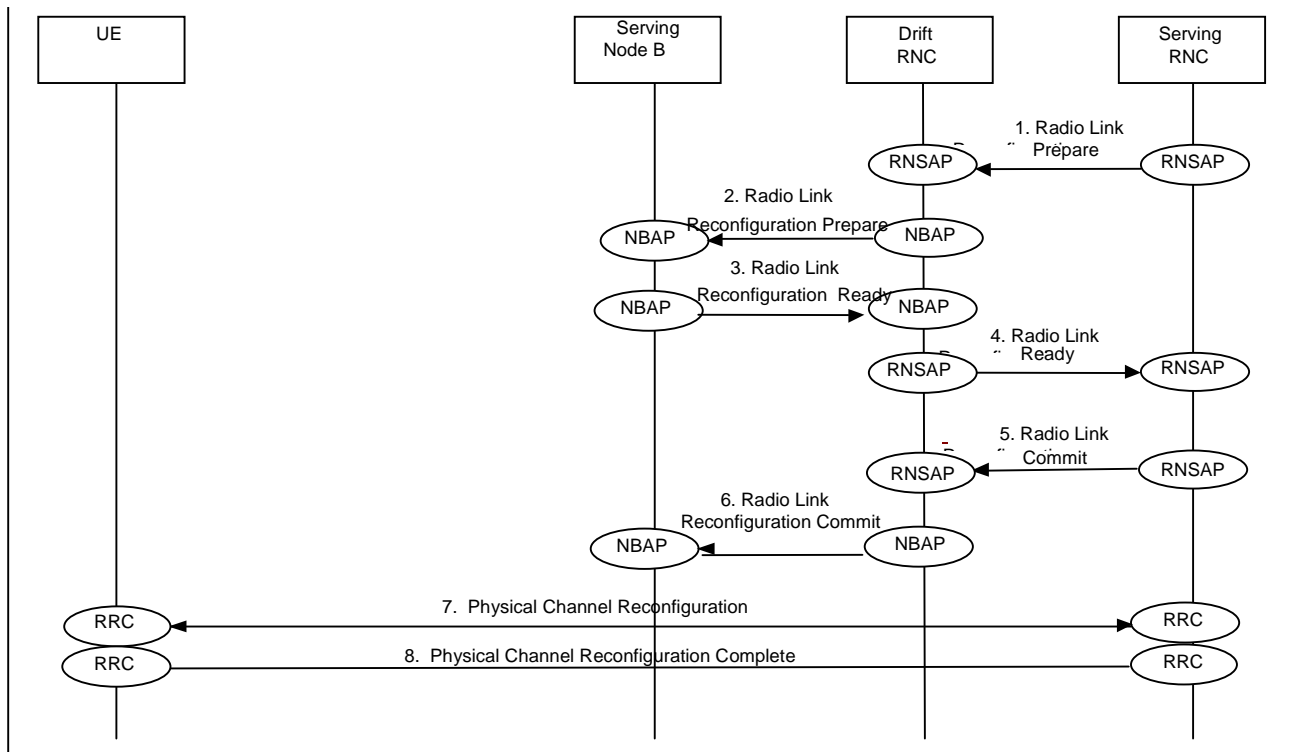 UE
Serving
Node B
Drift
RNC
Serving
RNC
1. Radio Link
Prepare
RNSAP
RNSAP
2. Radio Link
Reconfiguration Prepare
NBAP
NBAP
3. Radio Link
Reconfiguration Ready
NBAP
NBAP
4. Radio Link
Ready
RNSAP
RNSAP
5. Radio Link
Commit
RNSAP
RNSAP
6. Radio Link
Reconfiguration Commit
NBAP
NBAP
7. Physical Channel Reconfiguration
RRC
RRC
8. Physical Channel Reconfiguration Complete
RRC
RRC